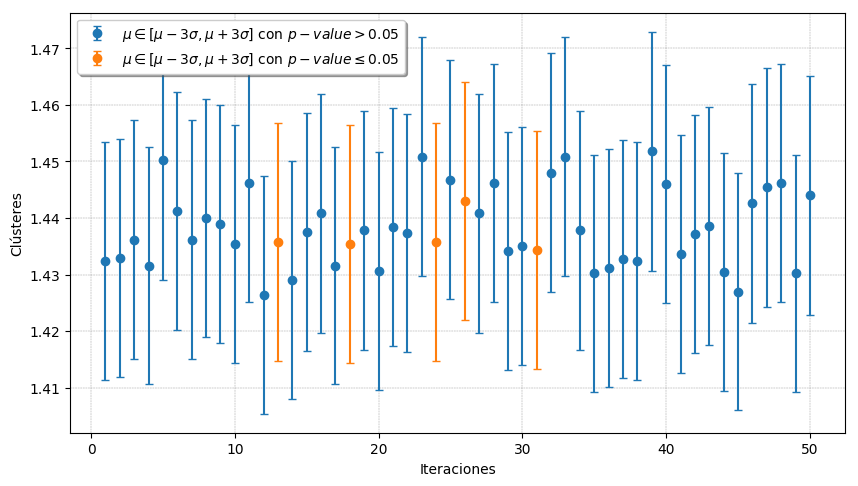 μ ∈ [μ − 3σ, μ + 3σ] con p − value > 0.05
μ ∈ [μ − 3σ, μ + 3σ] con p − value ≤ 0.05
1.47
1.46
1.45
1.44
1.43
1.42
1.41
Clústeres
0 10 20 30 40 50
Iteraciones